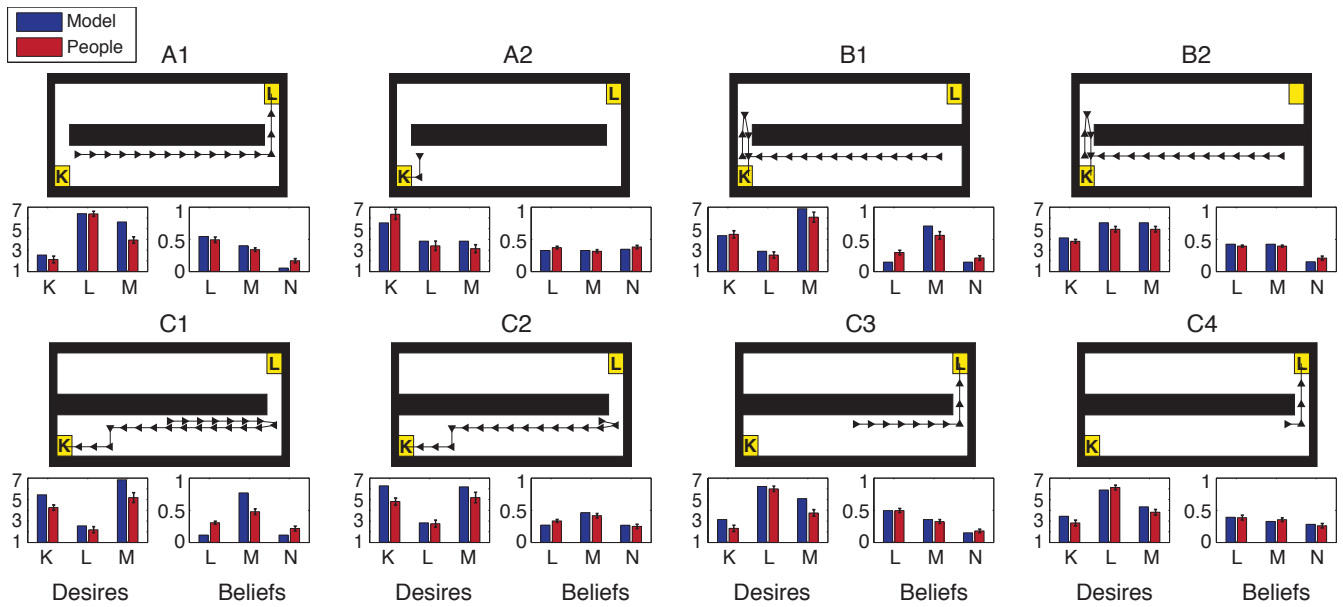 Model
People
A1 A2 B1 B2
L L L
K K K K
7 1 7 1 7 1 7 1
5 5 5 5
0.5 0.5 0.5 0.5
3 3 3 3
1 0 1 0 1 0 1 0
K L M L M N K L M L M N K L M L M N K L M L M N
C1 C2 C3 C4
L L L L
K K K K
7 1 7 1 7 1 7 1
5 5 5 5
0.5 0.5 0.5 0.5
3 3 3 3
1 0 1 0 1 0 1 0
K L M L M N K L M L M N K L M L M N K L M L M N
Desires Beliefs Desires Beliefs Desires Beliefs Desires Beliefs